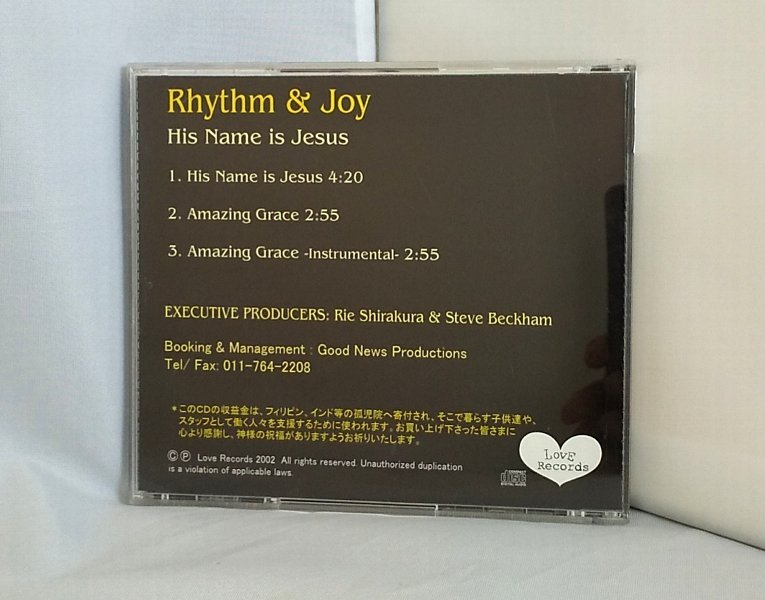 Rhythm & Joy
His Name is Jesus
1. His Name is Jesus 4:20
2. Amazing Grace 2:55
3. Amazing Grace -Instrumental- 2:55
EXECUTIVE PRODUCERS: Rie Shirakura & Steve Beckham
Booking & Management : Good News Productions
Tel/ Fax: 011-764-2208
*このCDの収益金は、フィリピン、インド等の孤児院へ寄付され、そこで暮らす子供達や、
スタッフとして働く人々を支援するために使われます。お買い上げ下さった皆さまに
心より感謝し、神様の祝福がありますようお祈りいたします。
ⒸⓅ Love Records 2002 All rights reserved. Unauthorized duplication
is a violation of applicable laws.
COMPACT
disc
DIGITAL AUDIO
LovE
Records